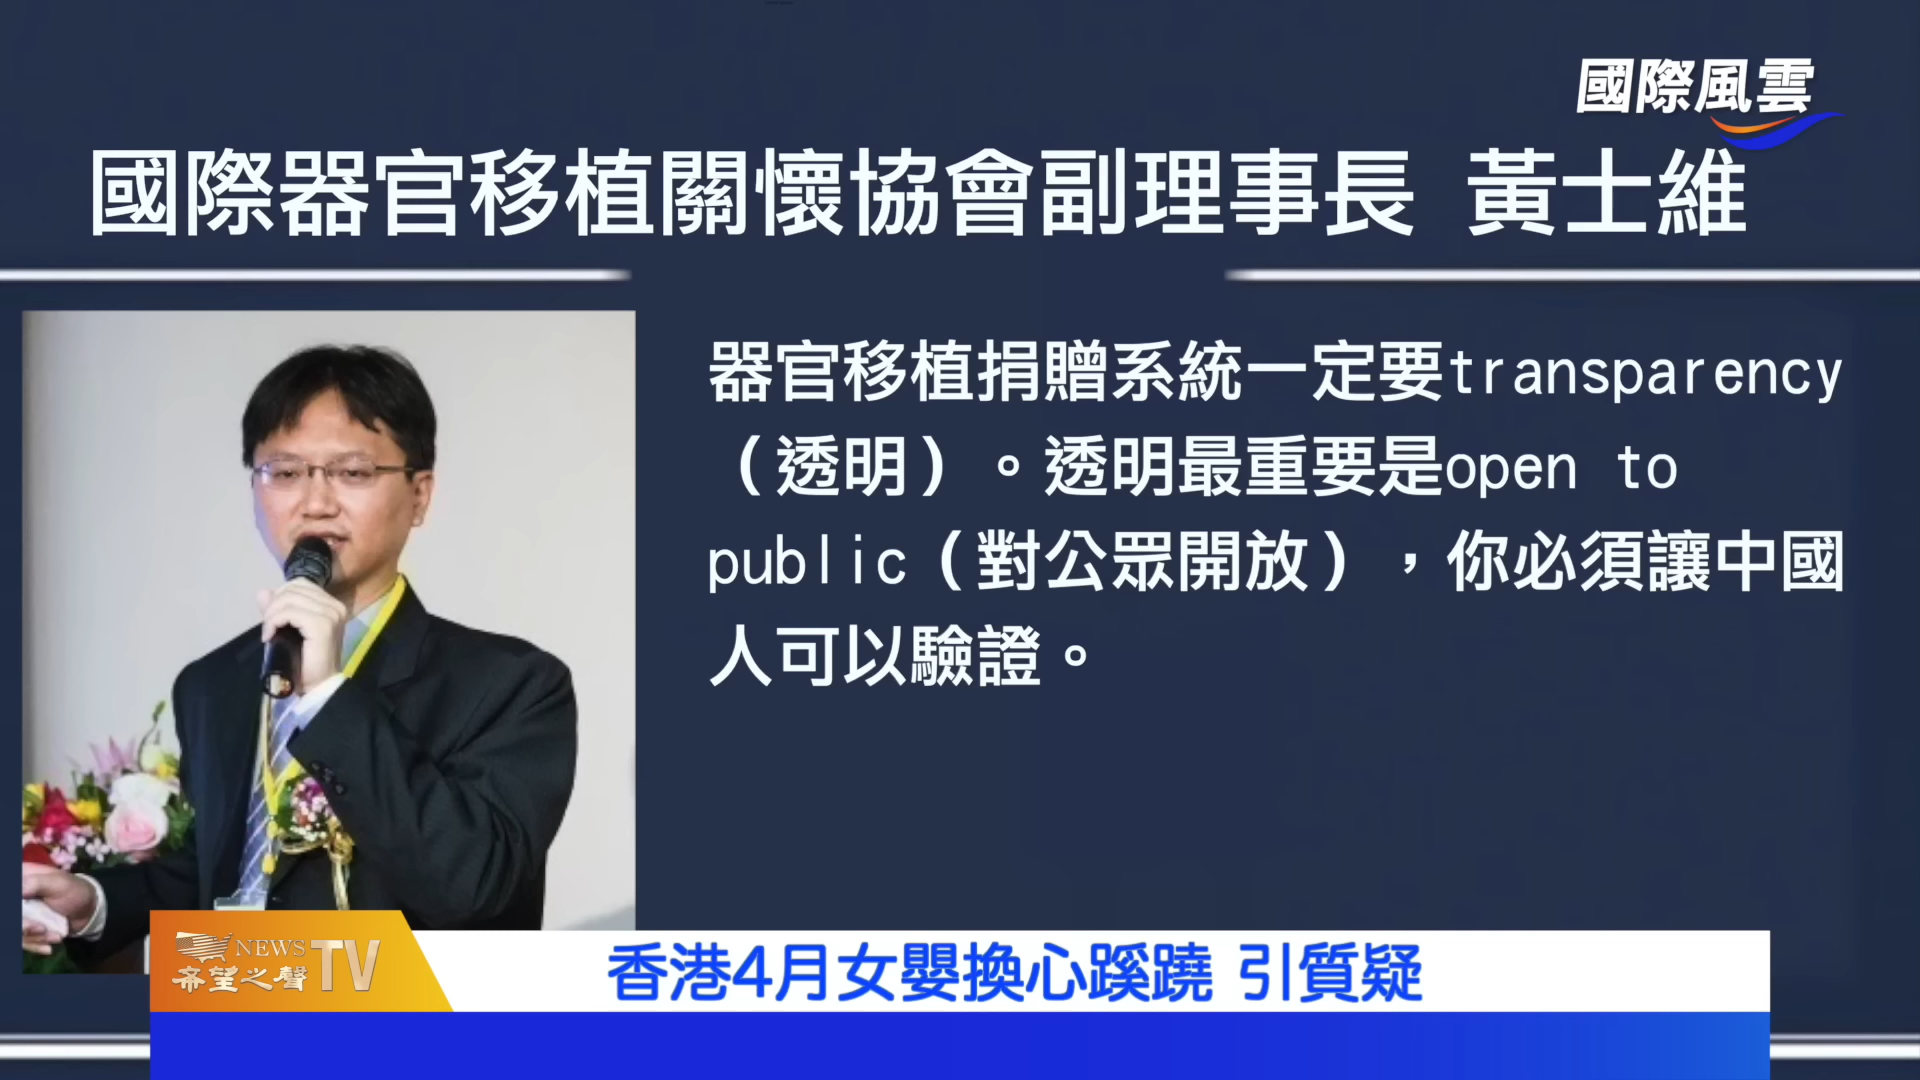 國際風雲
國際器官移植關懷協會副理事長 黃士維
器官移植捐贈系統一定要transparency
（透明）。透明最重要是open to
public（對公眾開放），你必須讓中國
人可以驗證。
NEWS
希望之聲TV
香港4月女嬰換心蹊蹺 引質疑